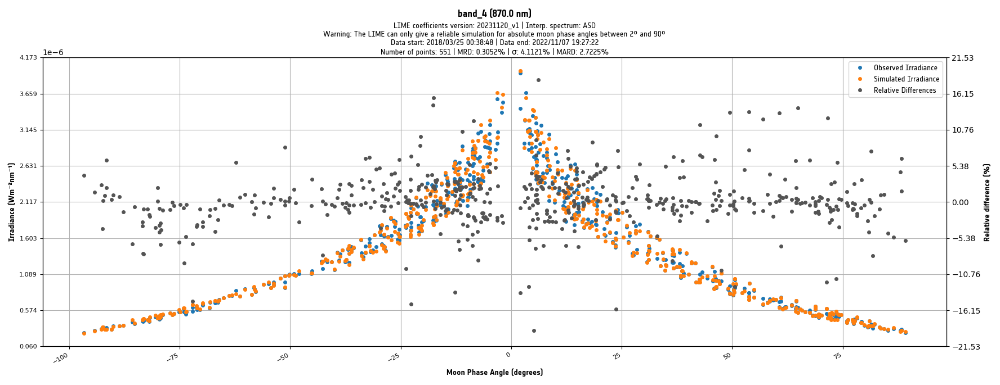 band_4 (870.0 nm)
LIME coefficients version: 20231120_v1 | Interp. spectrum: ASD
Warning: The LIME can only give a reliable simulation for absolute moon phase angles between 2º and 90º
Data start: 2018/03/25 00:38:48 | Data end: 2022/11/07 19:27:22
Number of points: 551 | MRD: 0.3052% | σ: 4.1121% | MARD: 2.7225%
1e−6
4.173
3.659
3.145
2.631
2.117
1.603
1.089
0.574
0.060
Irradiance (Wm⁻²nm⁻¹)
Observed Irradiance
Simulated Irradiance
Relative Differences
21.53
16.15
10.76
5.38
0.00
−5.38
−10.76
−16.15
−21.53
Relative difference (%)
−100
−75
−50
−25
0
25
50
75
Moon Phase Angle (degrees)